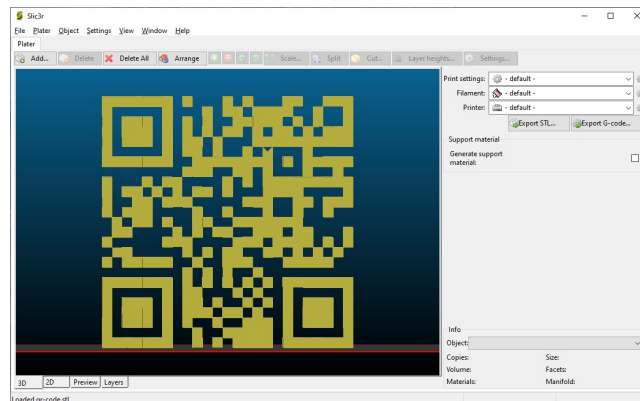 Slic3r
File Plater Object Settings View Window Help
Plater
Add... Delete Delete All Arrange Scale... Split Cut... Layer heights... Settings...
Print settings: - default -
Filament: - default -
Printer: - default -
Export STL... Export G-code...
Support material
Generate support
material:
Info
Object:
Copies: Size:
Volume: Facets:
Materials: Manifold:
3D 2D Preview Layers
Loaded qr-code.stl